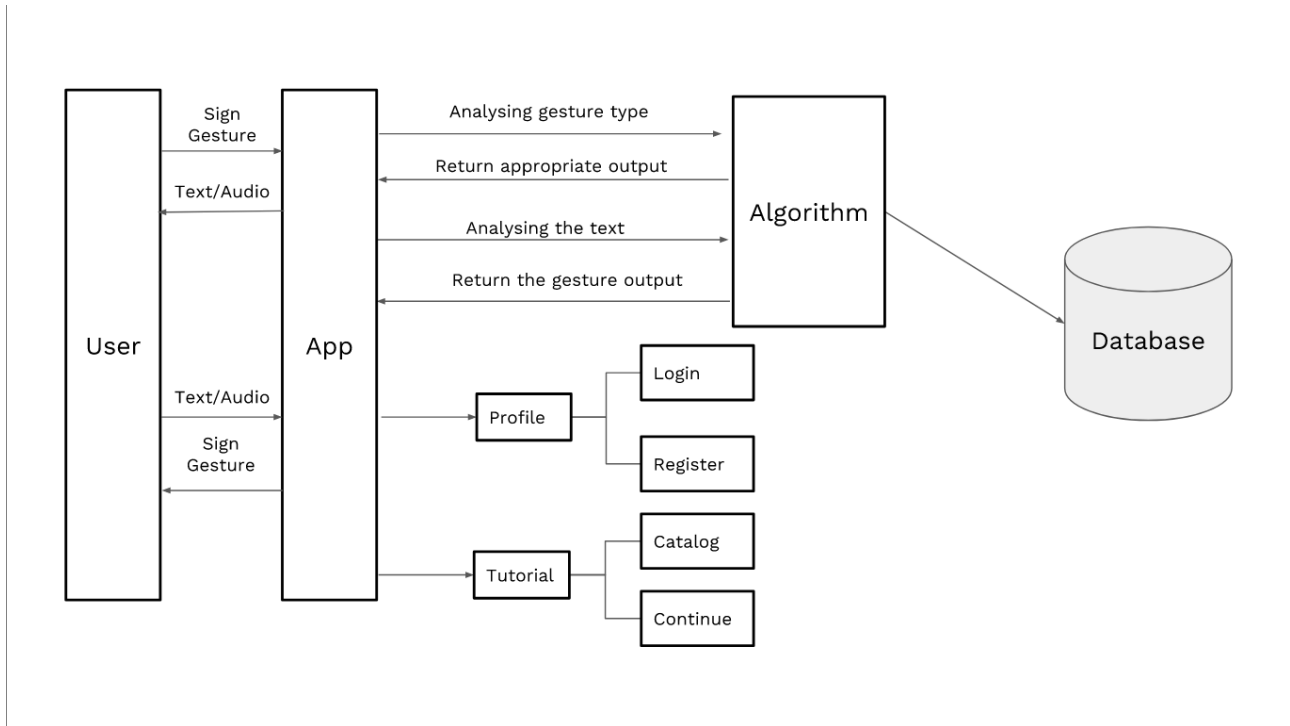 Sign
Gesture
Text/Audio
Analysing gesture type
Return appropriate output
Analysing the text
Return the gesture output
Algorithm
Database
User
App
Text/Audio
Sign
Gesture
Profile
Login
Register
Tutorial
Catalog
Continue